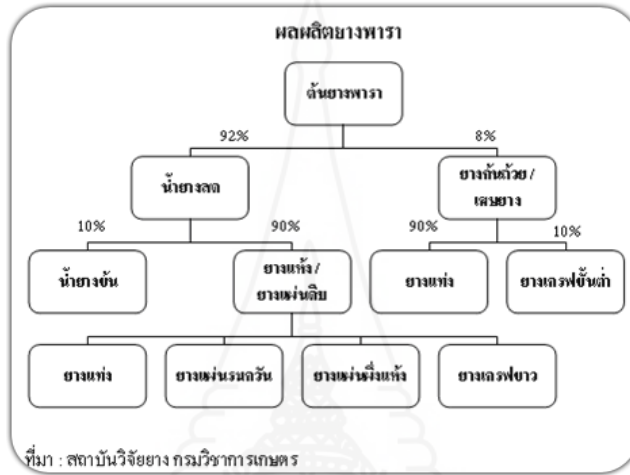 ผลผลิตยางพารา
ต้นยางพารา
92%
8%
น้ำยางสด
ยางก้นถ้วย /
เศษยาง
10%
90%
90%
10%
น้ำยางข้น
ยางแห้ง /
ยางแผ่นดิบ
ยางแท่ง
ยางเครฟชั้นต่ำ
ยางแท่ง
ยางแผ่นรมควัน
ยางแผ่นผึ่งแห้ง
ยางเครฟขาว
ที่มา : สถาบันวิจัยยาง กรมวิชาการเกษตร